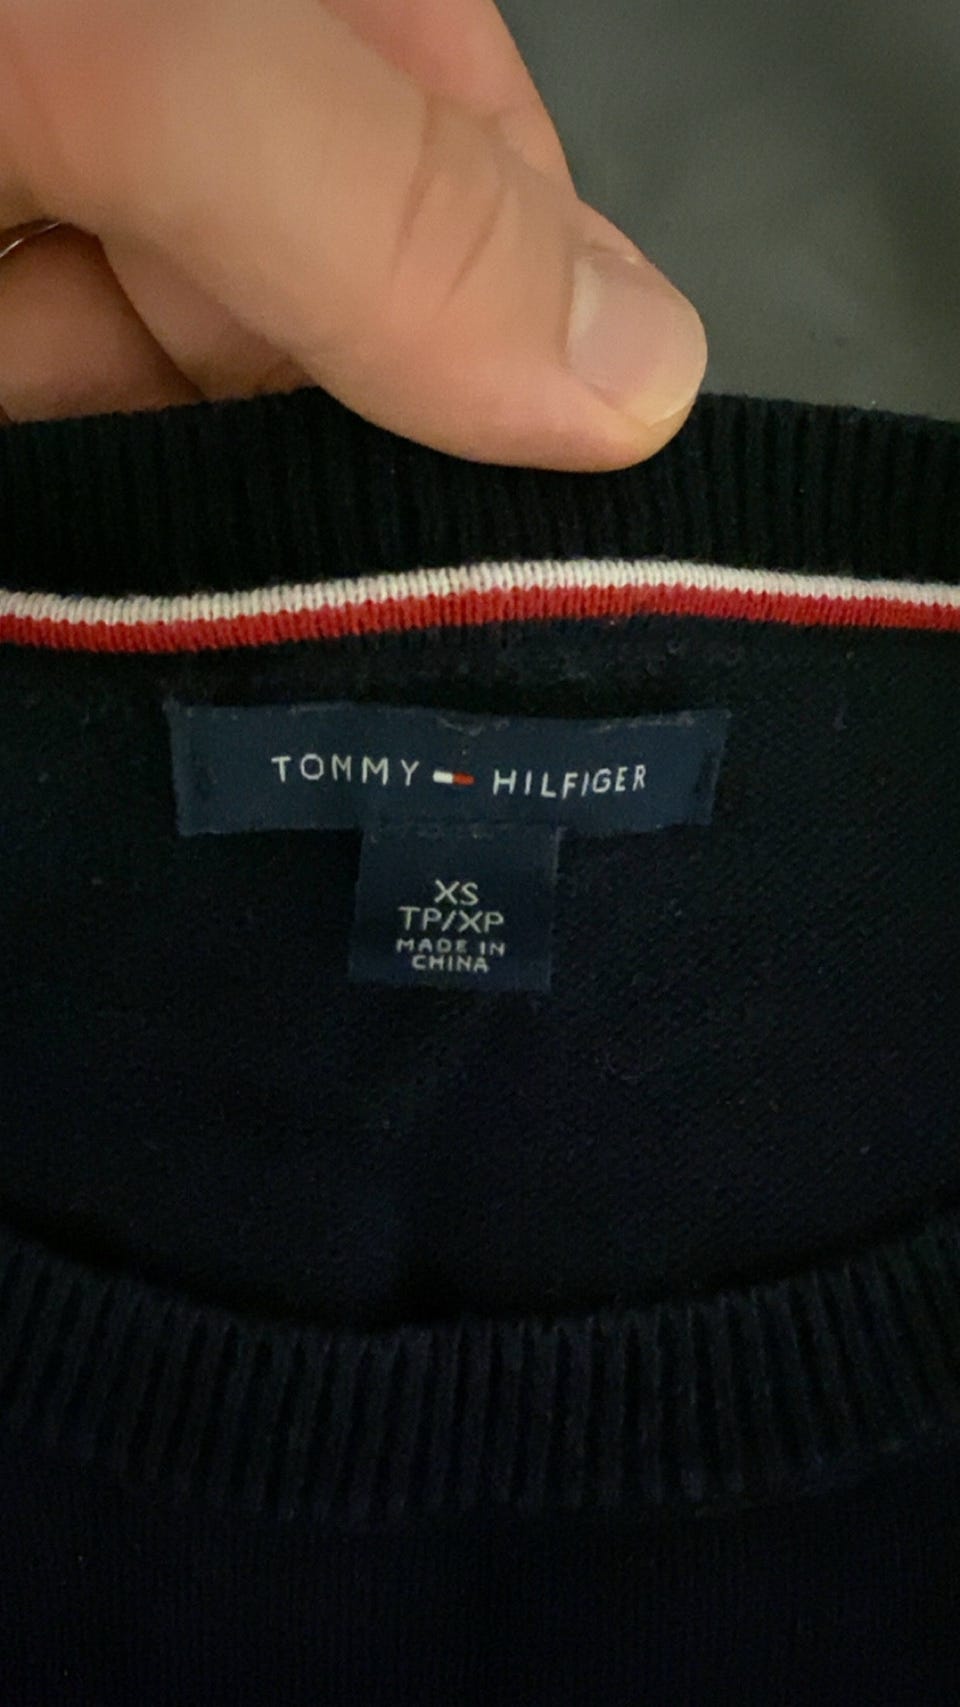 TOMMY HILFIGER
XS
TP/XP
MADE IN
CHINA